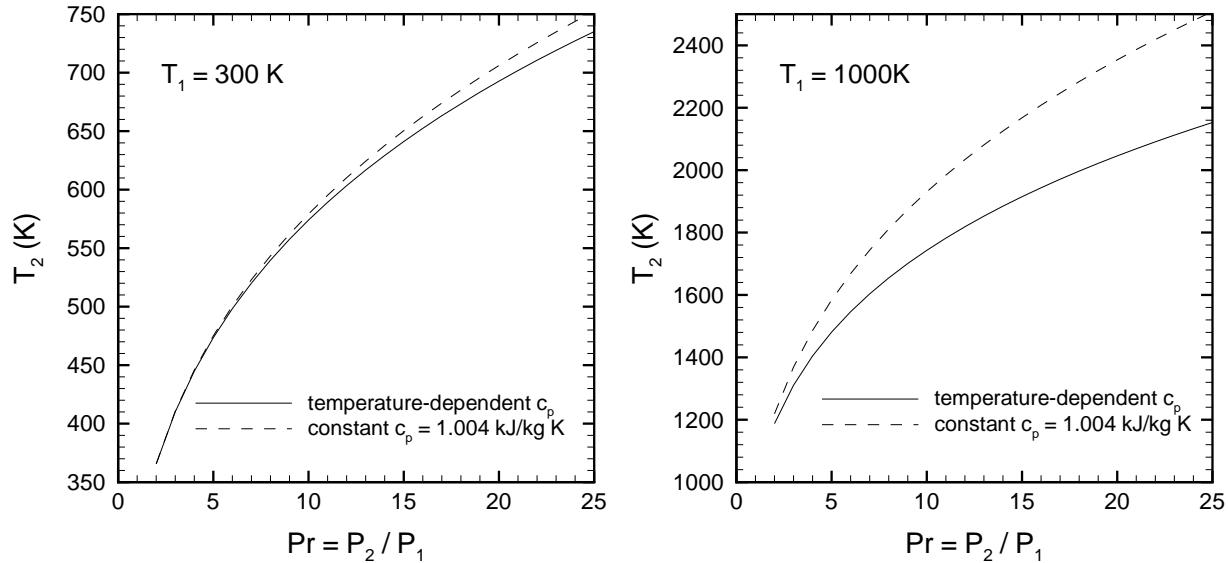 750
700
650
600
550
500
450
400
350
0
5
10
15
20
25
T2 (K)
Pr = P2 / P1
T1 = 300 K
temperature-dependent cp
constant cp = 1.004 kJ/kg K
2400
2200
2000
1800
1600
1400
1200
1000
0
5
10
15
20
25
T2 (K)
Pr = P2 / P1
T1 = 1000K
temperature-dependent cp
constant cp = 1.004 kJ/kg K